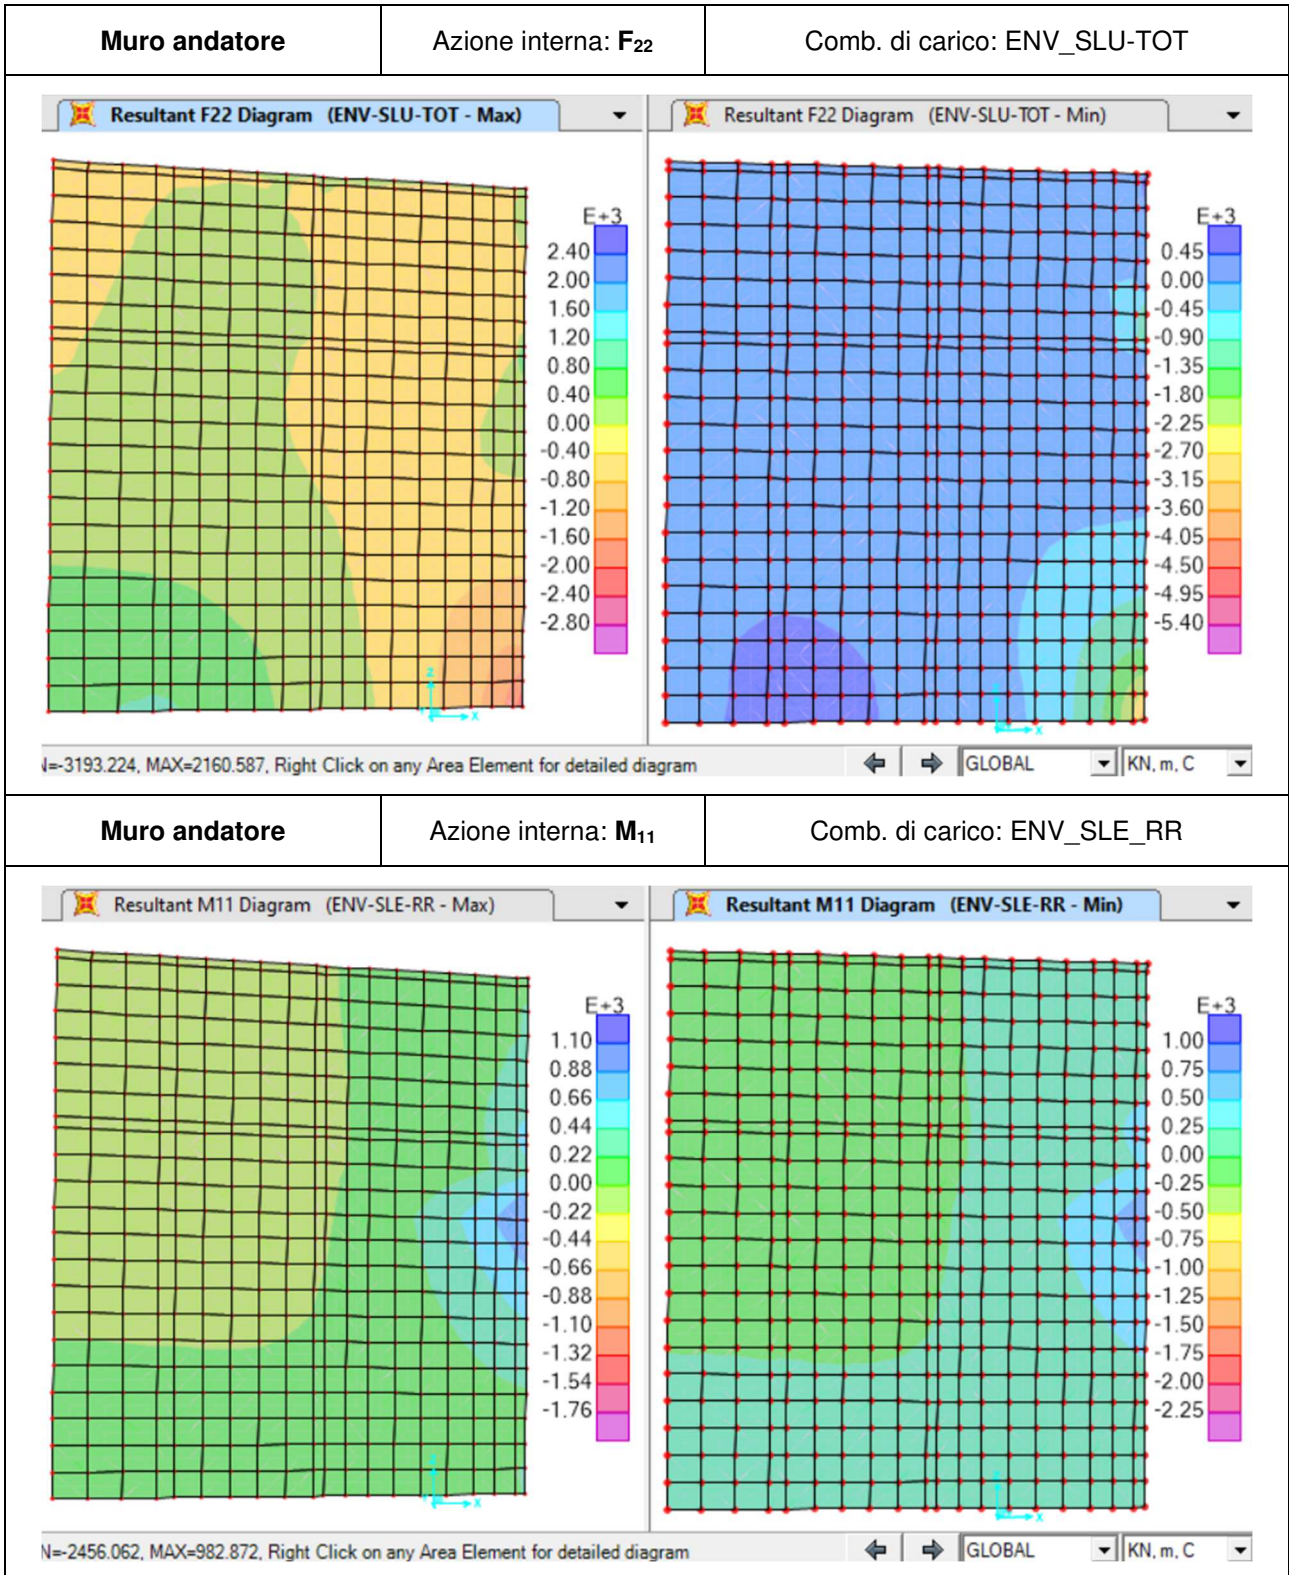 Muro andatore Azione interna: F22 Comb. di carico: ENV_SLU-TOT
Resultant F22 Diagram (ENV-SLU-TOT - Max)
E+3
2.40
2.00
1.60
1.20
0.80
0.40
0.00
-0.40
-0.80
-1.20
-1.60
-2.00
-2.40
-2.80
Z
X
Resultant F22 Diagram (ENV-SLU-TOT - Min)
E+3
0.45
0.00
-0.45
-0.90
-1.35
-1.80
-2.25
-2.70
-3.15
-3.60
-4.05
-4.50
-4.95
-5.40
Z
X
N=-3193.224, MAX=2160.587, Right Click on any Area Element for detailed diagram GLOBAL KN, m, C
Muro andatore Azione interna: M11 Comb. di carico: ENV_SLE_RR
Resultant M11 Diagram (ENV-SLE-RR - Max)
E+3
1.10
0.88
0.66
0.44
0.22
0.00
-0.22
-0.44
-0.66
-0.88
-1.10
-1.32
-1.54
-1.76
Z
X
Resultant M11 Diagram (ENV-SLE-RR - Min)
E+3
1.00
0.75
0.50
0.25
0.00
-0.25
-0.50
-0.75
-1.00
-1.25
-1.50
-1.75
-2.00
-2.25
Z
X
N=-2456.062, MAX=982.872, Right Click on any Area Element for detailed diagram GLOBAL KN, m, C